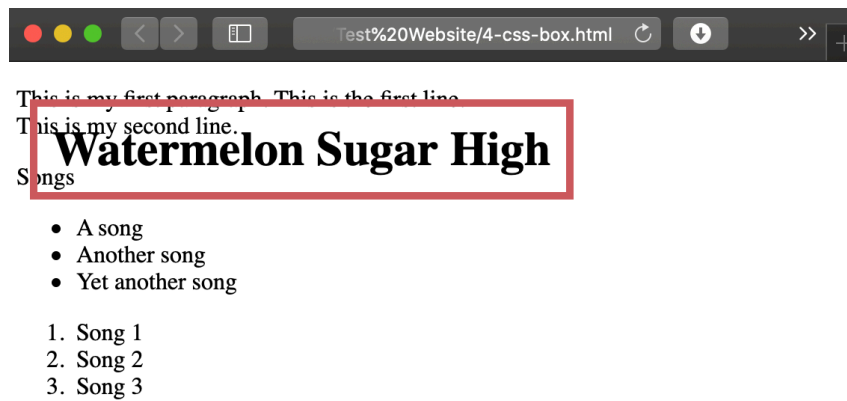 Test%20Website/4-css-box.html
This is my first paragraph. This is the first line.
This is my second line.
Watermelon Sugar High
Songs
• A song
• Another song
• Yet another song
1. Song 1
2. Song 2
3. Song 3